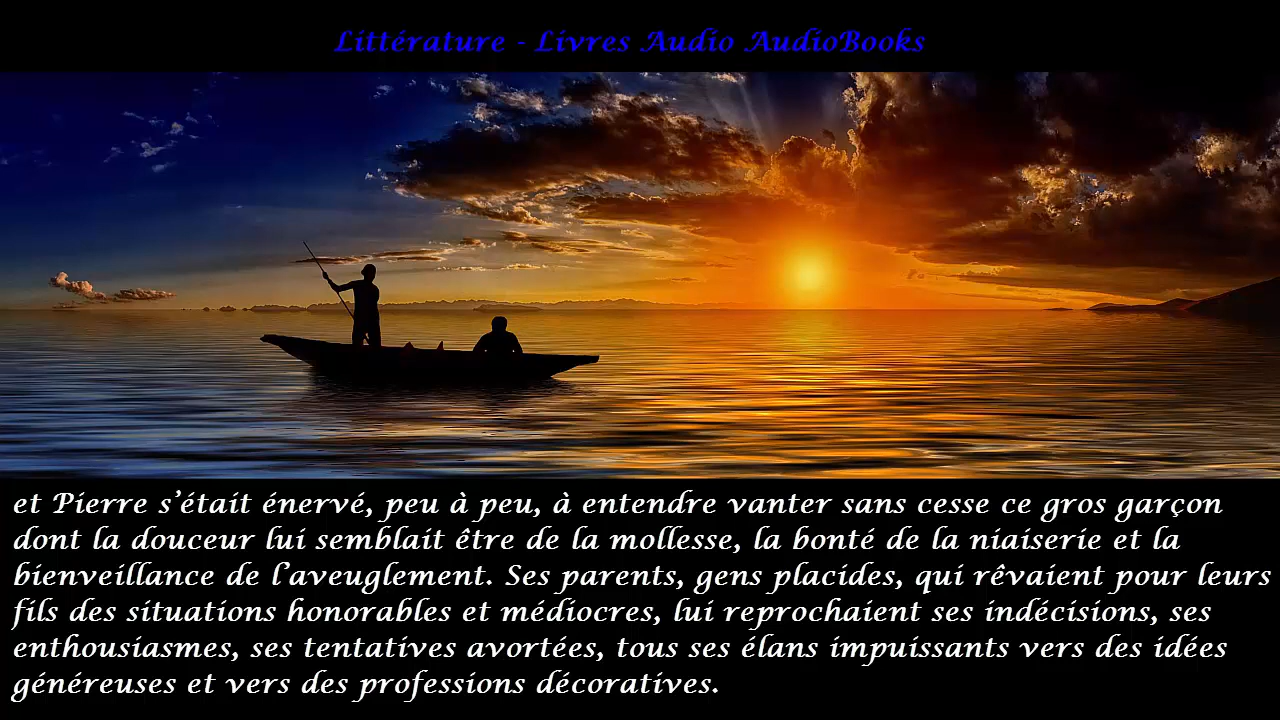 Littérature - Livres Audio AudioBooks
et Pierre s’était énervé, peu à peu, à entendre vanter sans cesse ce gros garçon
dont la douceur lui semblait être de la mollesse, la bonté de la niaiserie et la
bienveillance de l’aveuglement. Ses parents, gens placides, qui rêvaient pour leurs
fils des situations honorables et médiocres, lui reprochaient ses indécisions, ses
enthousiasmes, ses tentatives avortées, tous ses élans impuissants vers des idées
généreuses et vers des professions décoratives.